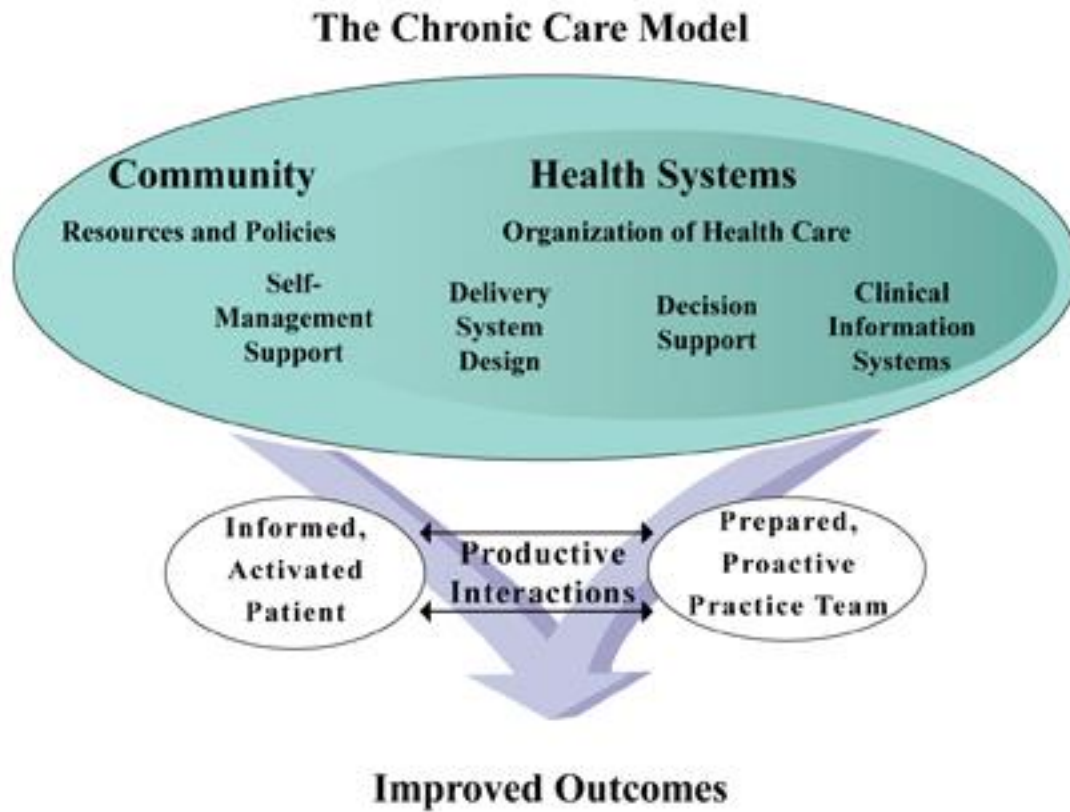 The Chronic Care Model
Community
Resources and Policies
Health Systems
Organization of Health Care
Self-
Management
Support
Delivery
System
Design
Decision
Support
Clinical
Information
Systems
Informed,
Activated
Patient
Productive
Interactions
Prepared,
Proactive
Practice Team
Improved Outcomes